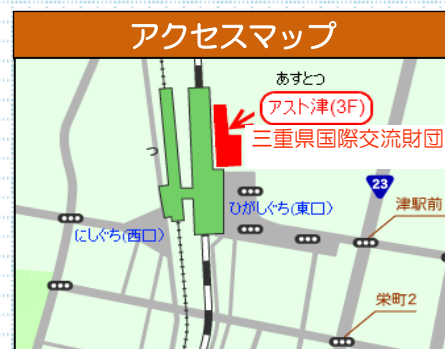 アクセスマップ
あすとつ
アスト津(3F)
三重県国際交流財団
つ
23
ひがしぐち(東口)
津駅前
にしぐち(西口)
栄町2